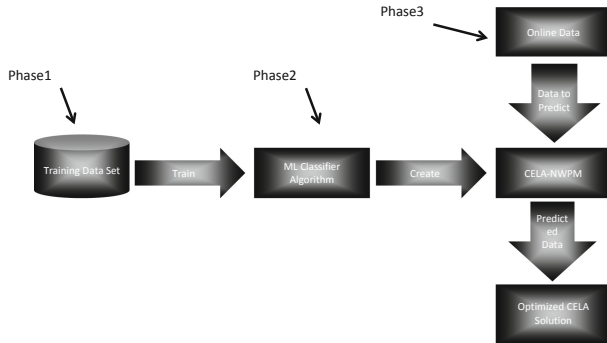 Phase3
Online Data
Phase1
Phase2
Data to
Predict
Training Data Set
Train
ML Classifier
Algorithm
Create
CELA-NWPM
Predict
ed
Data
Optimized CELA
Solution